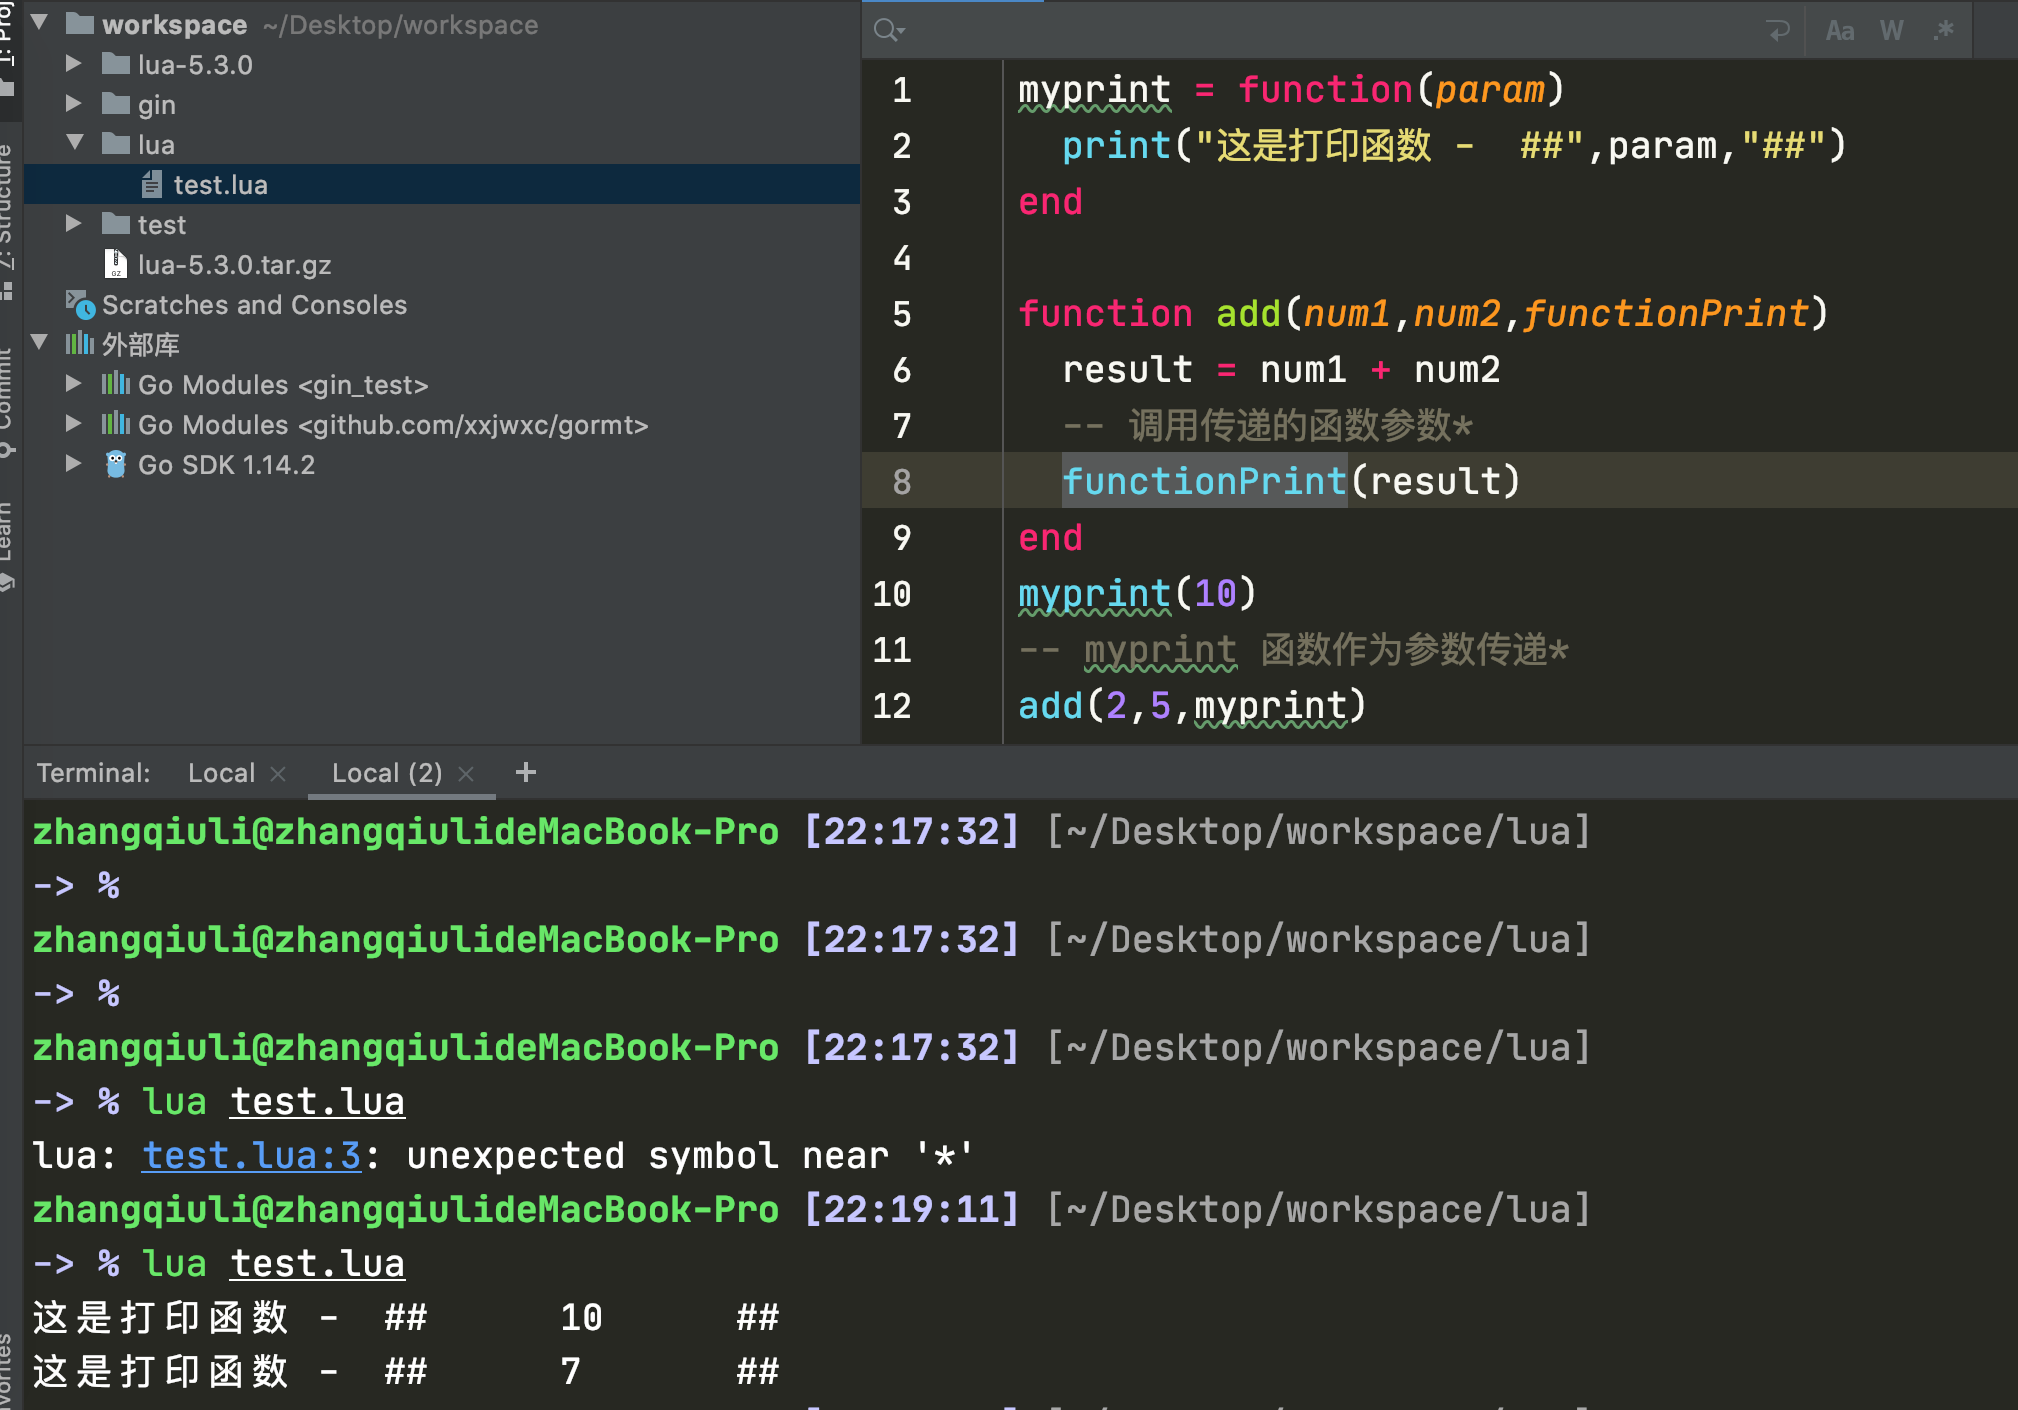 1: Proj
Z: Structure
Commit
Learn
vorites
workspace ~/Desktop/workspace
lua-5.3.0
gin
lua
test.lua
test
lua-5.3.0.tar.gz
Scratches and Consoles
外部库
Go Modules <gin_test>
Go Modules <github.com/xxjwxc/gormt>
Go SDK 1.14.2
Aa W .*
1 myprint = function(param)
2   print("这是打印函数 -  ##",param,"##")
3 end
4
5 function add(num1,num2,functionPrint)
6   result = num1 + num2
7   -- 调用传递的函数参数*
8   functionPrint(result)
9 end
10 myprint(10)
11 -- myprint 函数作为参数传递*
12 add(2,5,myprint)
Terminal: Local × Local (2) × +
zhangqiuli@zhangqiulideMacBook-Pro [22:17:32] [~/Desktop/workspace/lua]
-> %
zhangqiuli@zhangqiulideMacBook-Pro [22:17:32] [~/Desktop/workspace/lua]
-> %
zhangqiuli@zhangqiulideMacBook-Pro [22:17:32] [~/Desktop/workspace/lua]
-> % lua test.lua
lua: test.lua:3: unexpected symbol near '*'
zhangqiuli@zhangqiulideMacBook-Pro [22:19:11] [~/Desktop/workspace/lua]
-> % lua test.lua
这是打印函数 -  ##      10      ##
这是打印函数 -  ##      7       ##